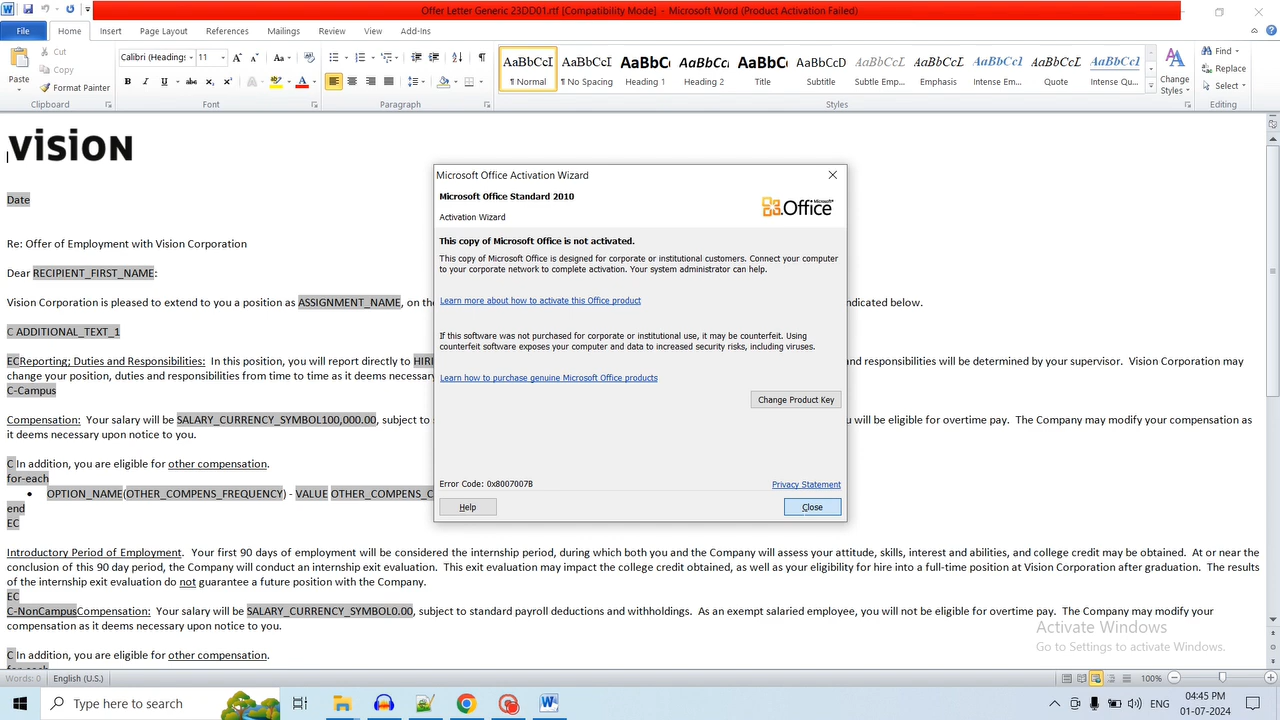 Offer Letter Generic 23DD01.rtf [Compatibility Mode] - Microsoft Word (Product Activation Failed)
File Home Insert Page Layout References Mailings Review View Add-Ins
Paste
Cut
Copy
Format Painter
Clipboard
Calibri (Heading: 11
Font
Paragraph
AaBbCcI AaBbCcI AaBbC AaBbCc AaBbC AaBbCcD AaBbCcL AaBbCcL AaBbCcI AaBbCcL AaBbCcI
¶ Normal ¶ No Spacing Heading 1 Heading 2 Title Subtitle Subtle Emp... Emphasis Intense Em... Quote Intense Qu...
Styles
Change Styles
Find
Replace
Select
Editing
vision
Date
Re: Offer of Employment with Vision Corporation
Dear RECIPIENT_FIRST_NAME:
Vision Corporation is pleased to extend to you a position as ASSIGNMENT_NAME, on the
ndicated below.
C ADDITIONAL_TEXT_1
ECReporting; Duties and Responsibilities: In this position, you will report directly to HIRI
and responsibilities will be determined by your supervisor. Vision Corporation may
change your position, duties and responsibilities from time to time as it deems necessary
C-Campus
Compensation: Your salary will be SALARY_CURRENCY_SYMBOL100,000.00, subject to
u will be eligible for overtime pay. The Company may modify your compensation as
it deems necessary upon notice to you.
C In addition, you are eligible for other compensation.
for-each
• OPTION_NAME(OTHER_COMPENS_FREQUENCY) - VALUE OTHER_COMPENS_C
end
EC
Introductory Period of Employment. Your first 90 days of employment will be considered the internship period, during which both you and the Company will assess your attitude, skills, interest and abilities, and college credit may be obtained. At or near the
conclusion of this 90 day period, the Company will conduct an internship exit evaluation. This exit evaluation may impact the college credit obtained, as well as your eligibility for hire into a full-time position at Vision Corporation after graduation. The results
of the internship exit evaluation do not guarantee a future position with the Company.
EC
C-NonCampusCompensation: Your salary will be SALARY_CURRENCY_SYMBOL0.00, subject to standard payroll deductions and withholdings. As an exempt salaried employee, you will not be eligible for overtime pay. The Company may modify your
compensation as it deems necessary upon notice to you.
C In addition, you are eligible for other compensation.
for-each
Microsoft Office Activation Wizard
Microsoft Office Standard 2010
Activation Wizard
Microsoft Office
This copy of Microsoft Office is not activated.
This copy of Microsoft Office is designed for corporate or institutional customers. Connect your computer
to your corporate network to complete activation. Your system administrator can help.
Learn more about how to activate this Office product
If this software was not purchased for corporate or institutional use, it may be counterfeit. Using
counterfeit software exposes your computer and data to increased security risks, including viruses.
Learn how to purchase genuine Microsoft Office products
Change Product Key
Error Code: 0x8007007B
Privacy Statement
Help
Close
Activate Windows
Go to Settings to activate Windows.
Words: 0 English (U.S.) 100%
Type here to search
ENG
04:45 PM
01-07-2024